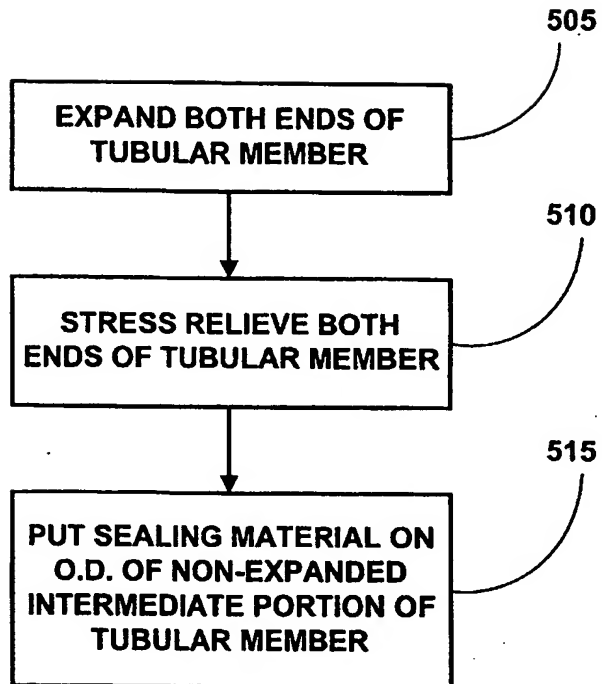 505
EXPAND BOTH ENDS OF
TUBULAR MEMBER
510
STRESS RELIEVE BOTH
ENDS OF TUBULAR MEMBER
515
PUT SEALING MATERIAL ON
O.D. OF NON-EXPANDED
INTERMEDIATE PORTION OF
TUBULAR MEMBER